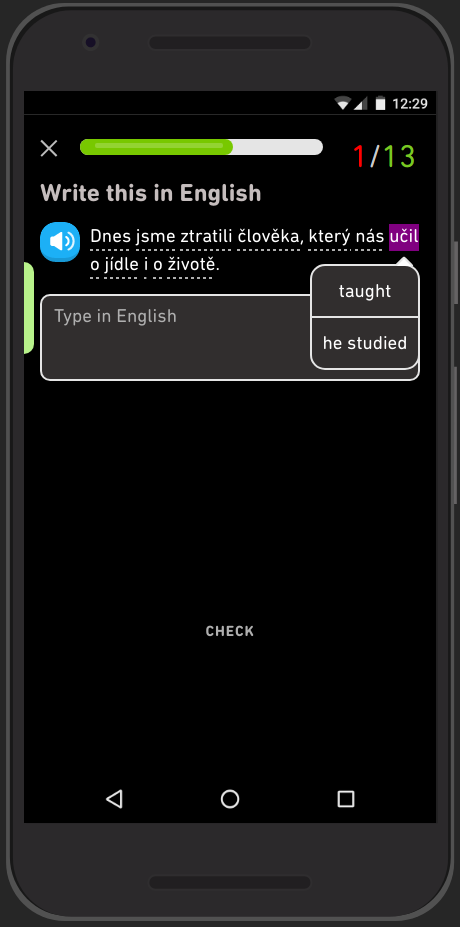 12:29
1/13
Write this in English
Dnes jsme ztratili člověka, který nás učil
o jídle i o životě.
taught
he studied
Type in English
CHECK